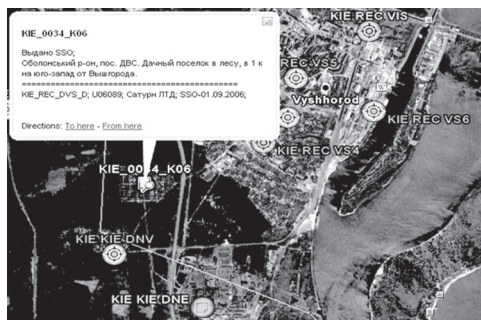 KIE_0034_K06
Выдано SSO;
Оболонський р-он, пос. ДВС. Дачный поселок в лесу, в 1 к
на юго-запад от Вышгорода.
KIE_REC_DVS_D; U06089; Сатурн ЛТД; SSO-01.09.2006;
Directions: To here - From here
KIE REC VIS
REC VS5
Vyshhorod
KIE REC VS6
KIE REC VS4
KIE_0034_K06
KIE KIE DNV
KIE KIE DNE